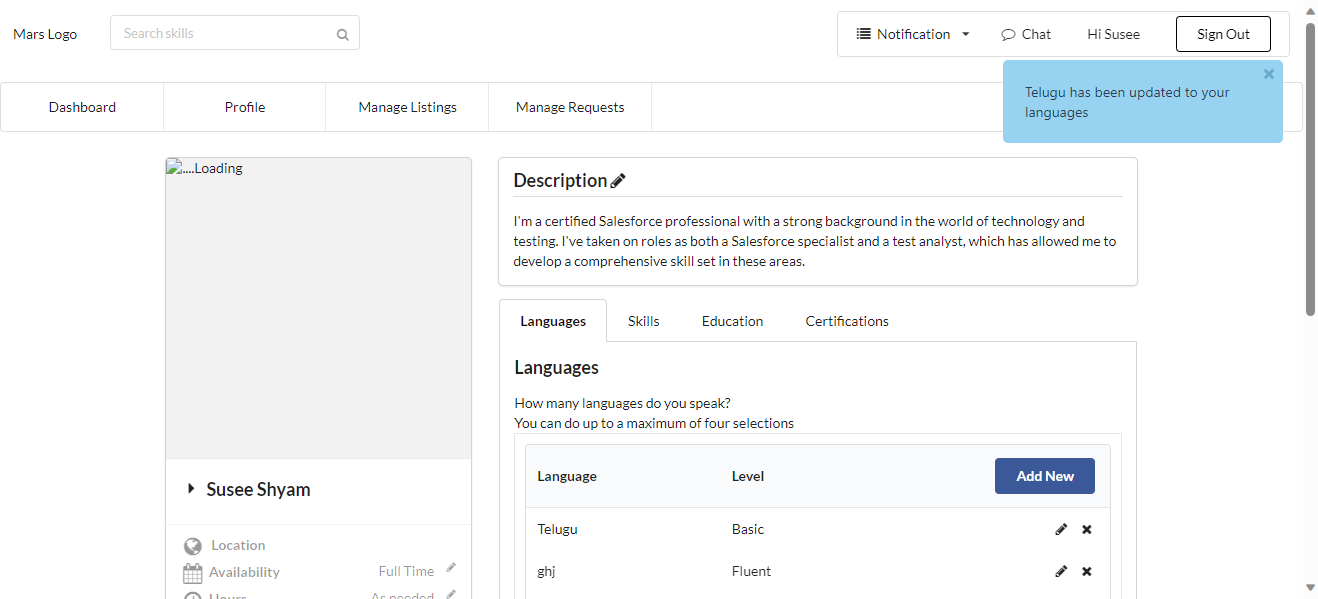 Mars Logo
Search skills
Notification
Chat
Hi Susee
Sign Out
Telugu has been updated to your
languages
Dashboard
Profile
Manage Listings
Manage Requests
....Loading
Description
I'm a certified Salesforce professional with a strong background in the world of technology and
testing. I've taken on roles as both a Salesforce specialist and a test analyst, which has allowed me to
develop a comprehensive skill set in these areas.
Languages
Skills
Education
Certifications
Languages
How many languages do you speak?
You can do up to a maximum of four selections
Language
Level
Add New
Telugu
Basic
ghj
Fluent
Susee Shyam
Location
Availability
Full Time
Hours
As needed